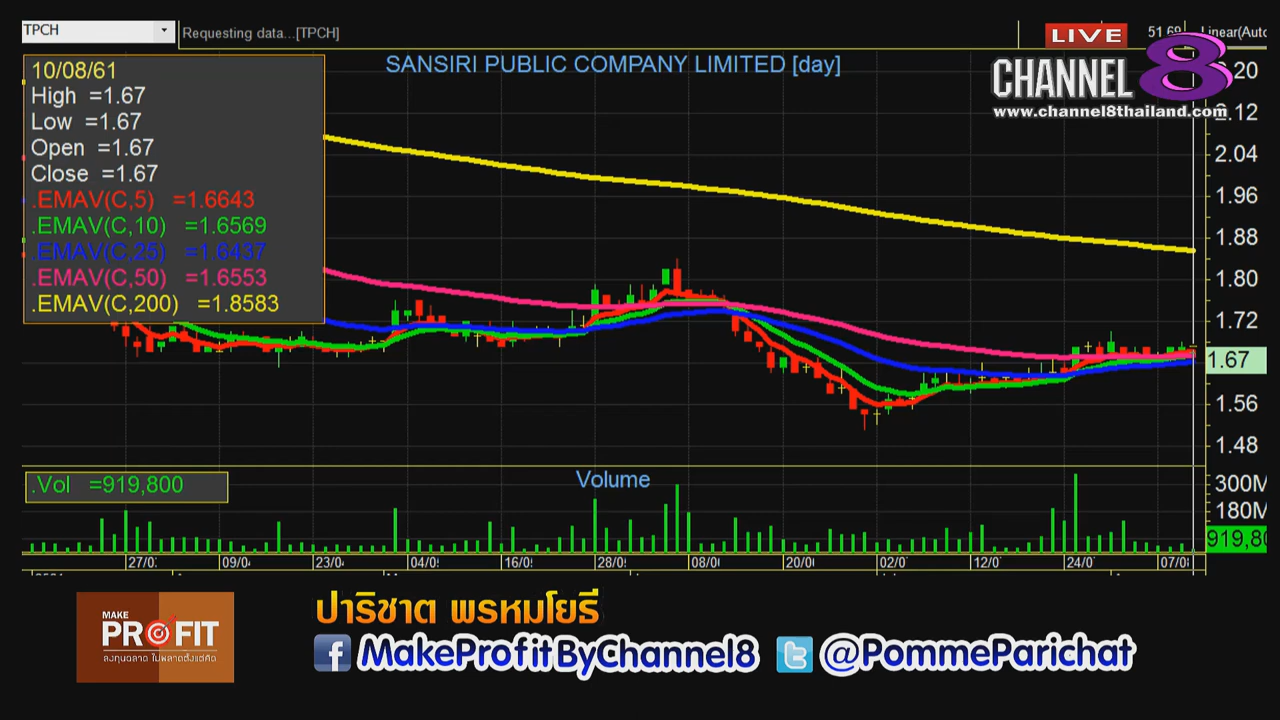 TPCH
Requesting data...[TPCH]
LIVE
51.69
Linear(Auto
SANSIRI PUBLIC COMPANY LIMITED [day]
CHANNEL 8
www.channel8thailand.com
10/08/61
High =1.67
Low =1.67
Open =1.67
Close =1.67
.EMAV(C,5) =1.6643
.EMAV(C,10) =1.6569
.EMAV(C,25) =1.6437
.EMAV(C,50) =1.6553
.EMAV(C,200) =1.8583
2.20
2.12
2.04
1.96
1.88
1.80
1.72
1.67
1.56
1.48
.Vol =919,800
Volume
300M
180M
919,80
27/0 09/0 23/0 04/0 16/0 28/0 08/0 20/0 02/0 12/0 24/0 07/0
MAKE
PROFIT
ลงทุนฉลาด ไม่พลาดตั้งแต่คิด
ปาริชาต พรหมโยธี
MakeProfitByChannel8
@PommeParichat